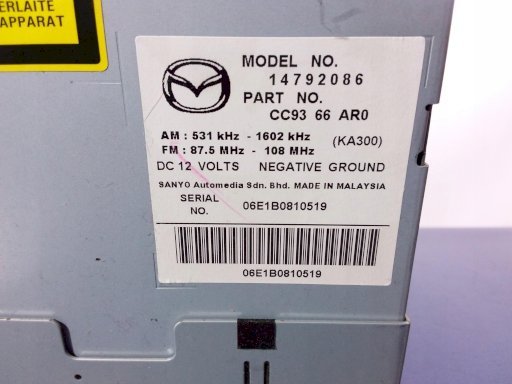 ERLAITE
APPARAT
MODEL NO.
14792086
PART NO.
CC93 66 AR0
AM : 531 kHz - 1602 kHz (KA300)
FM : 87.5 MHz - 108 MHz
DC 12 VOLTS NEGATIVE GROUND
SANYO Automedia Sdn. Bhd. MADE IN MALAYSIA
SERIAL NO. 06E1B0810519
06E1B0810519